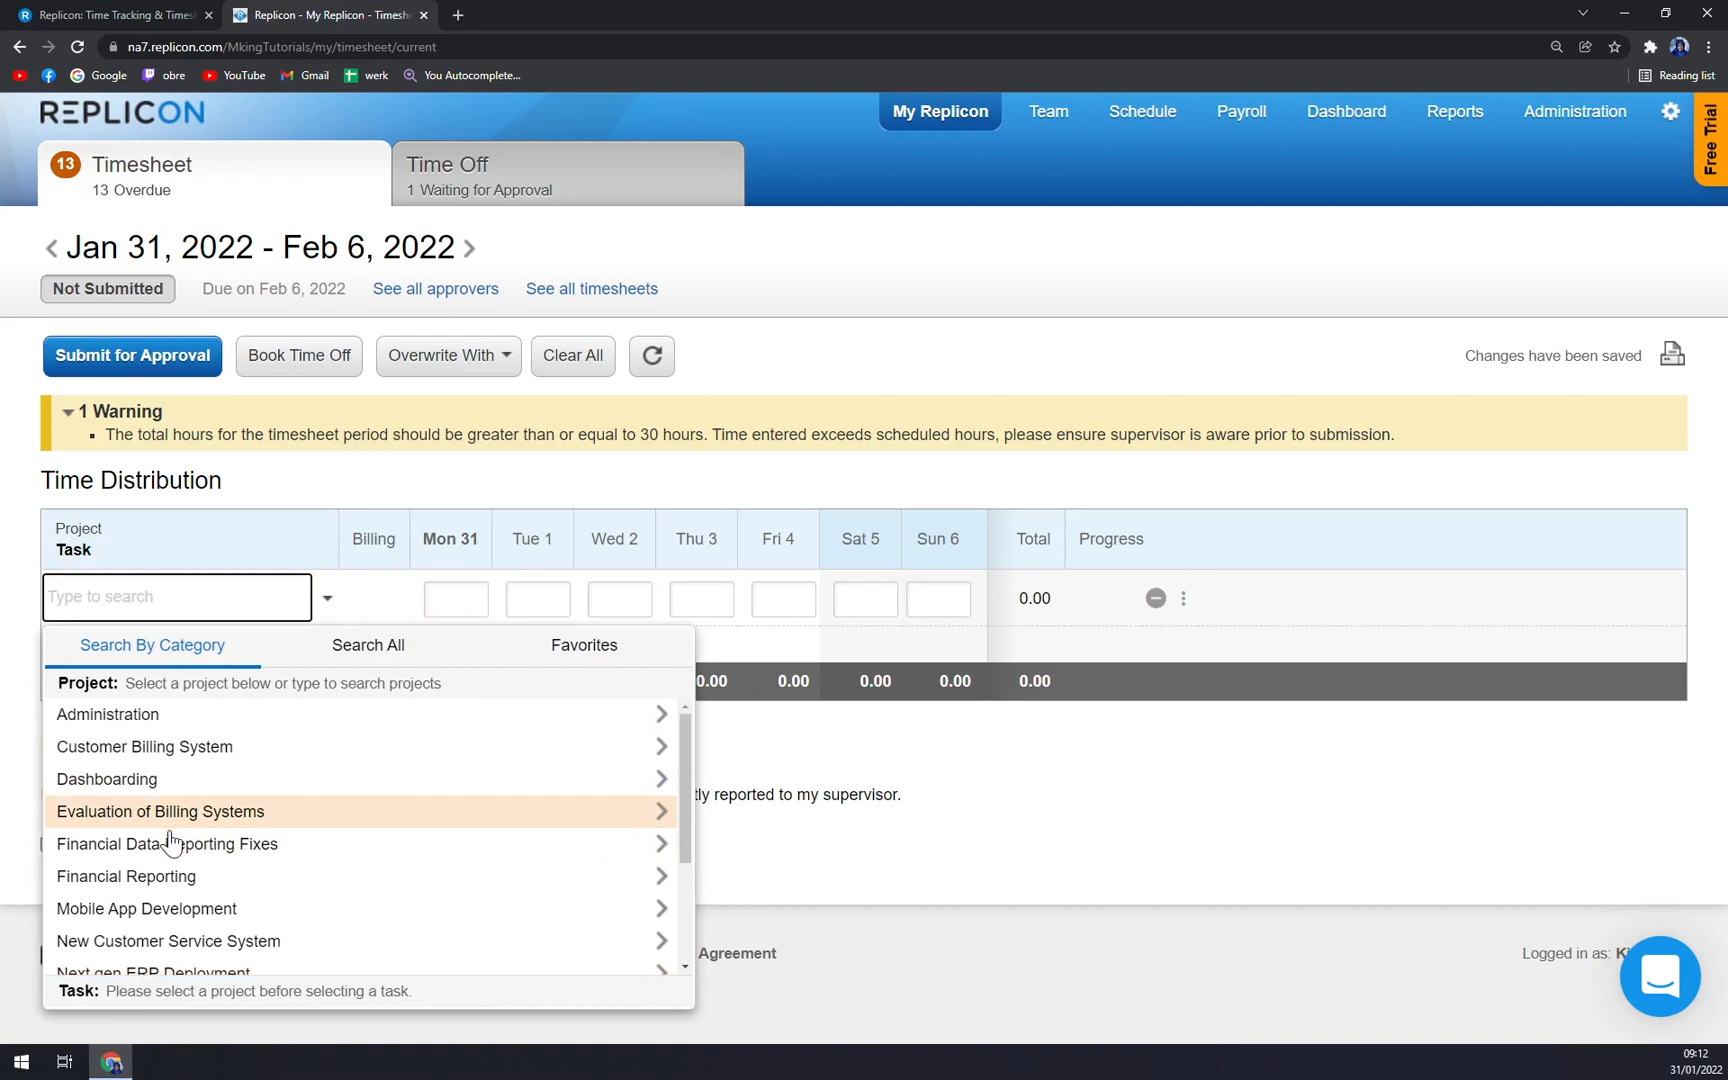 Replicon: Time Tracking & Times
Replicon - My Replicon - Timesh
na7.replicon.com/MkingTutorials/my/timesheet/current
Google
obre
YouTube
Gmail
werk
You Autocomplete...
Reading list
REPLICON
My Replicon
Team
Schedule
Payroll
Dashboard
Reports
Administration
Free Trial
13
Timesheet
13 Overdue
Time Off
1 Waiting for Approval
Jan 31, 2022 - Feb 6, 2022
Not Submitted
Due on Feb 6, 2022
See all approvers
See all timesheets
Submit for Approval
Book Time Off
Overwrite With
Clear All
Changes have been saved
1 Warning
The total hours for the timesheet period should be greater than or equal to 30 hours. Time entered exceeds scheduled hours, please ensure supervisor is aware prior to submission.
Time Distribution
Project
Task
Billing
Mon 31
Tue 1
Wed 2
Thu 3
Fri 4
Sat 5
Sun 6
Total
Progress
Type to search
0.00
Search By Category
Search All
Favorites
0.00
0.00
0.00
0.00
0.00
Project: Select a project below or type to search projects
Administration
Customer Billing System
Dashboarding
Evaluation of Billing Systems
tly reported to my supervisor.
Financial Data Reporting Fixes
Financial Reporting
Mobile App Development
New Customer Service System
Next gen ERP Deployment
Task: Please select a project before selecting a task.
Agreement
Logged in as: Ki
09:12
31/01/2022